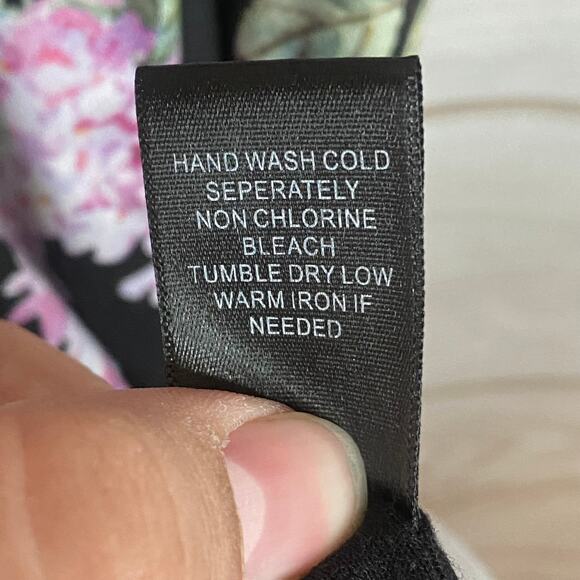 HAND WASH COLD
SEPERATELY
NON CHLORINE
BLEACH
TUMBLE DRY LOW
WARM IRON IF
NEEDED